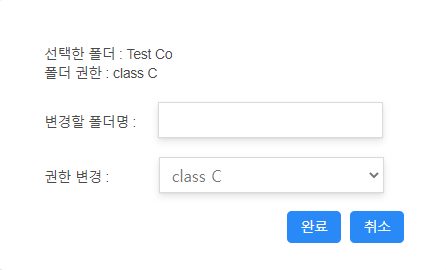 선택한 폴더 : Test Co
폴더 권한 : class C
변경할 폴더명 :
권한 변경 : class C
완료 취소